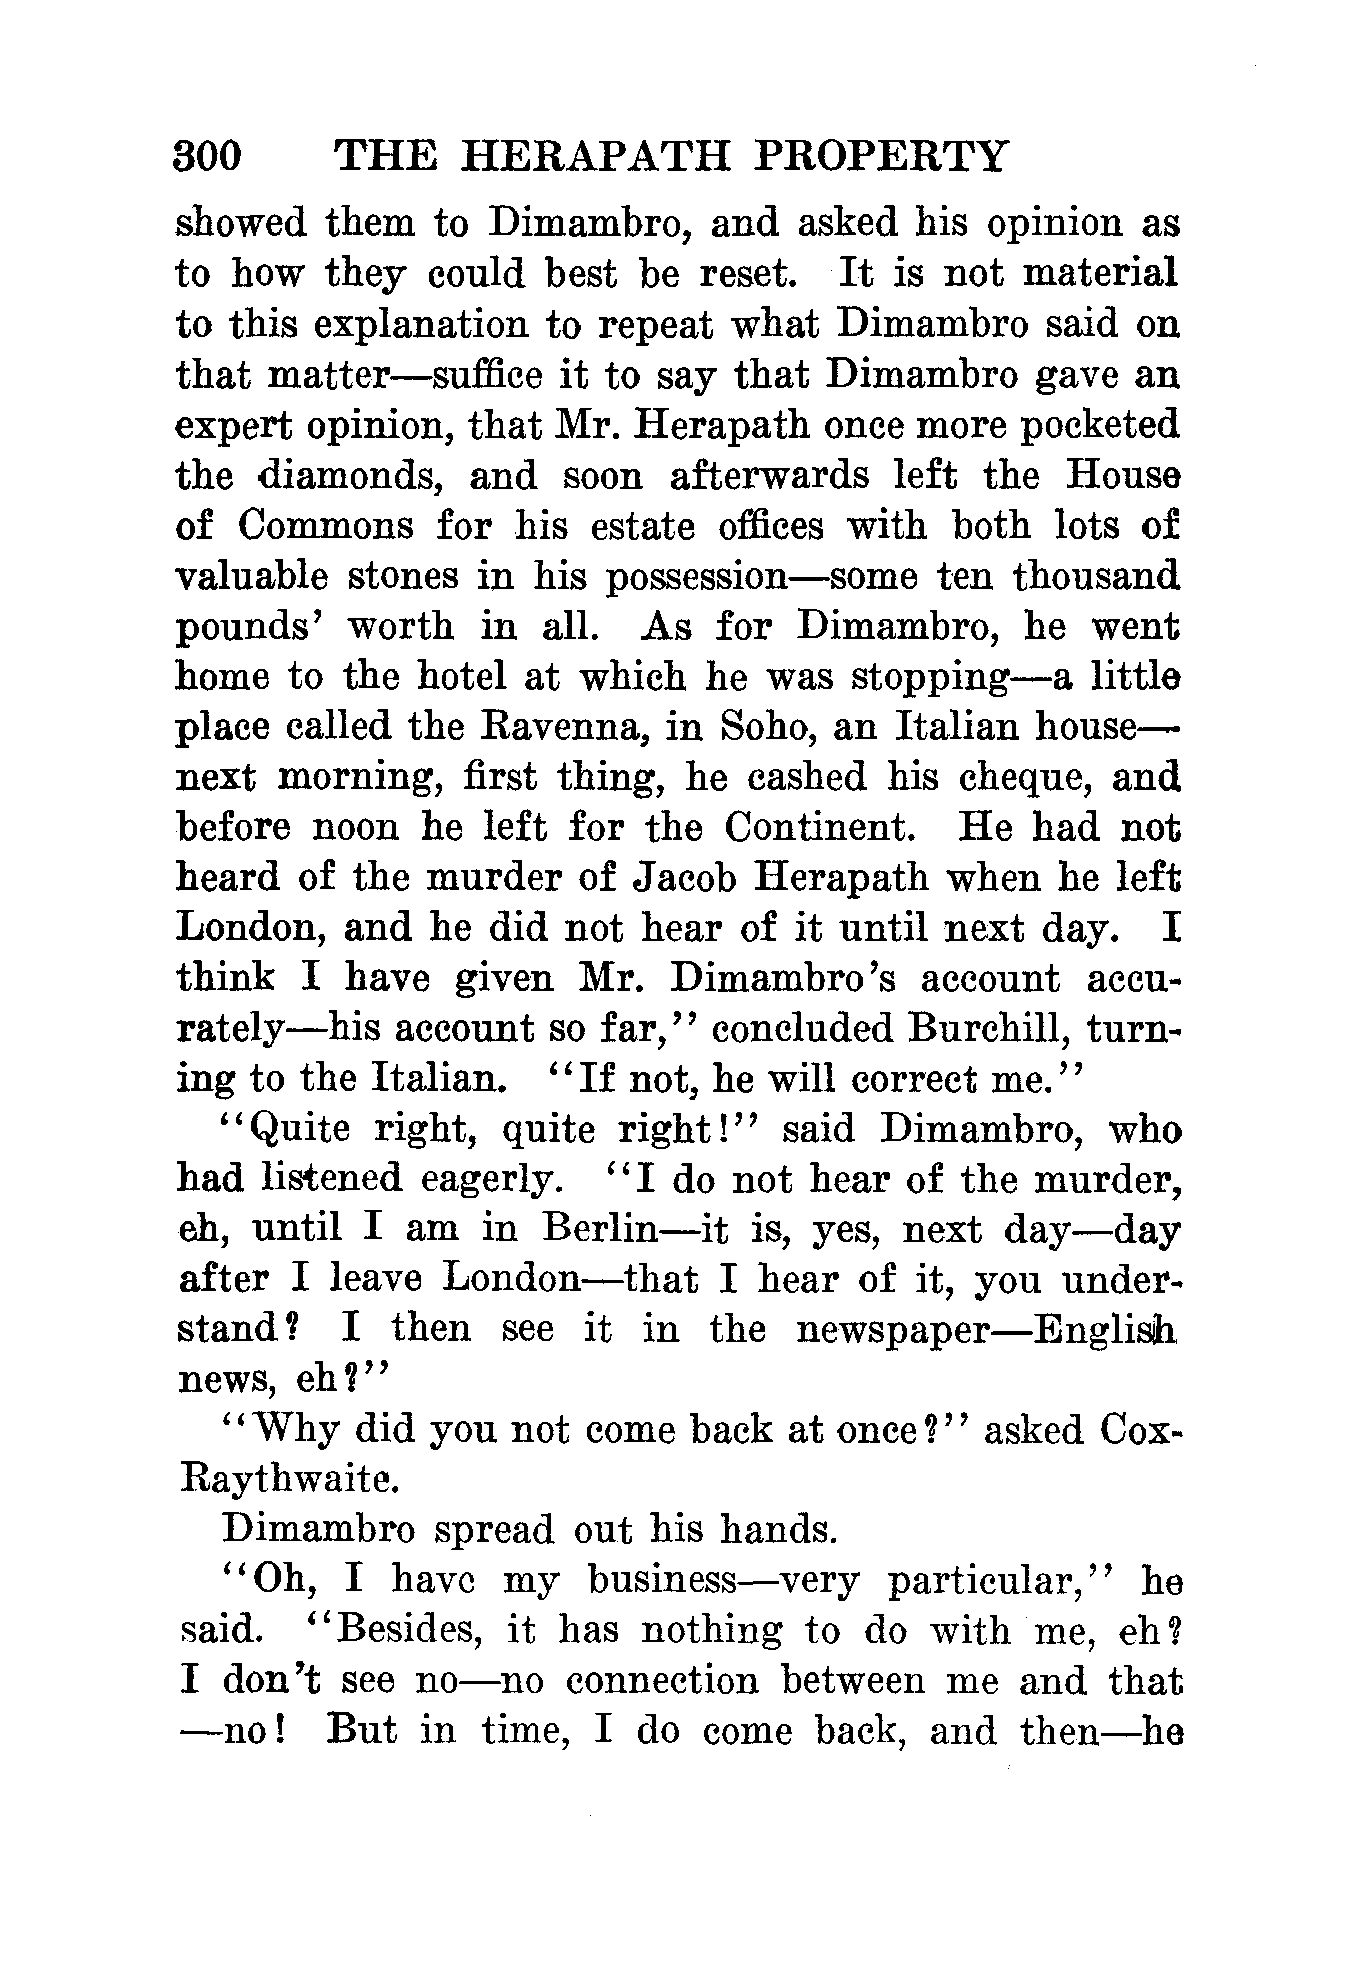 300 THE HERAPATH PROPERTY
showed them to Dimambro, and asked his opinion as
to how they could best be reset. It is not material
to this explanation to repeat what Dimambro said on
that matter—suffice it to say that Dimambro gave an
expert opinion, that Mr. Herapath once more pocketed
the diamonds, and soon afterwards left the House
of Commons for his estate offices with both lots of
valuable stones in his possession—some ten thousand
pounds' worth in all. As for Dimambro, he went
home to the hotel at which he was stopping—a little
place called the Ravenna, in Soho, an Italian house—
next morning, first thing, he cashed his cheque, and
before noon he left for the Continent. He had not
heard of the murder of Jacob Herapath when he left
London, and he did not hear of it until next day. I
think I have given Mr. Dimambro's account accu-
rately—his account so far,'' concluded Burchill, turn-
ing to the Italian. ''If not, he will correct me.''
''Quite right, quite right!'' said Dimambro, who
had listened eagerly. ''I do not hear of the murder,
eh, until I am in Berlin—it is, yes, next day—day
after I leave London—that I hear of it, you under-
stand? I then see it in the newspaper—English
news, eh?''
''Why did you not come back at once?'' asked Cox-
Raythwaite.
Dimambro spread out his hands.
''Oh, I have my business—very particular,'' he
said. ''Besides, it has nothing to do with me, eh?
I don't see no—no connection between me and that
—no! But in time, I do come back, and then—he